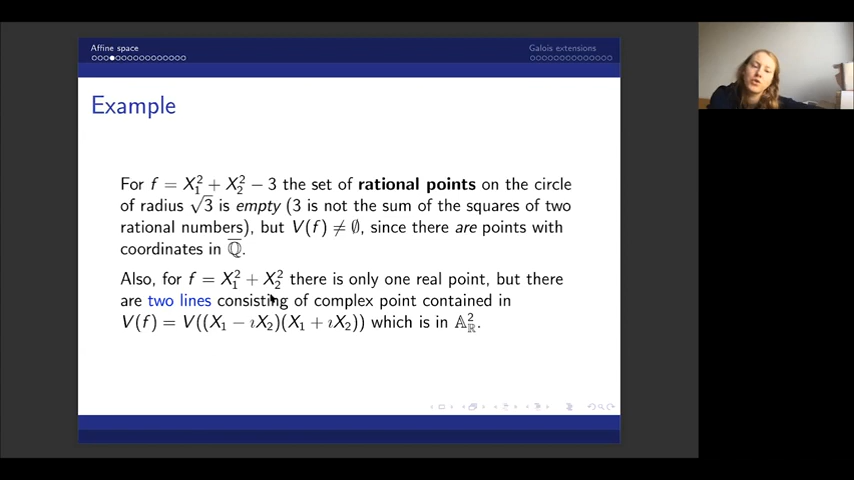 Affine space
Galois extensions
Example
For f = X₁² + X₂² − 3 the set of rational points on the circle
of radius √3 is empty (3 is not the sum of the squares of two
rational numbers), but V(f) ≠ ∅, since there are points with
coordinates in ℚ̅.
Also, for f = X₁² + X₂² there is only one real point, but there
are two lines consisting of complex point contained in
V(f) = V((X₁ − ıX₂)(X₁ + ıX₂)) which is in 𝔸²_ℝ.